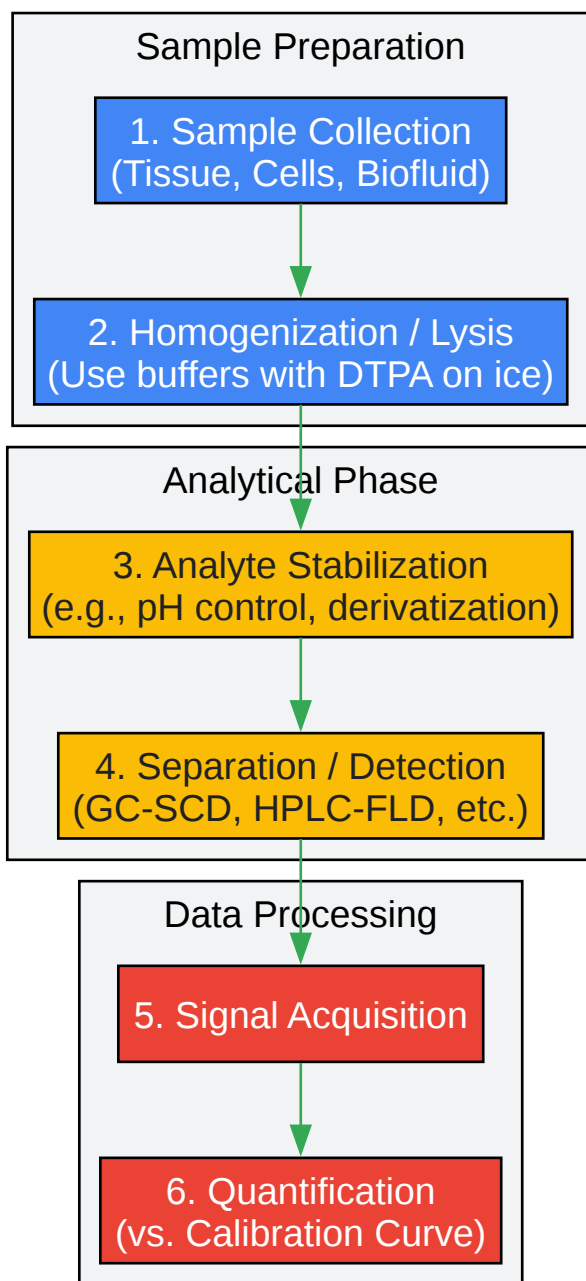 Sample Preparation
1. Sample Collection
(Tissue, Cells, Biofluid)
2. Homogenization / Lysis
(Use buffers with DTPA on ice)
Analytical Phase
3. Analyte Stabilization
(e.g., pH control, derivatization)
4. Separation / Detection
(GC-SCD, HPLC-FLD, etc.)
Data Processing
5. Signal Acquisition
6. Quantification
(vs. Calibration Curve)